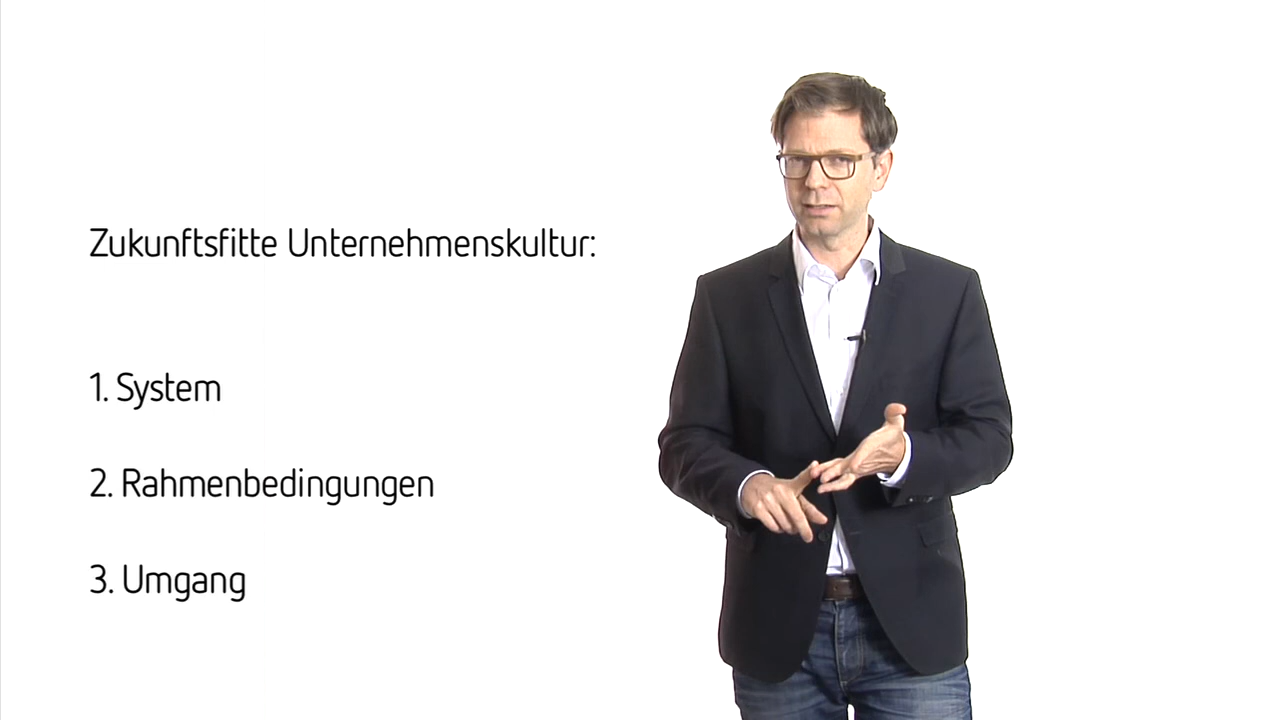 Zukunftsfitte Unternehmenskultur:
1. System
2. Rahmenbedingungen
3. Umgang